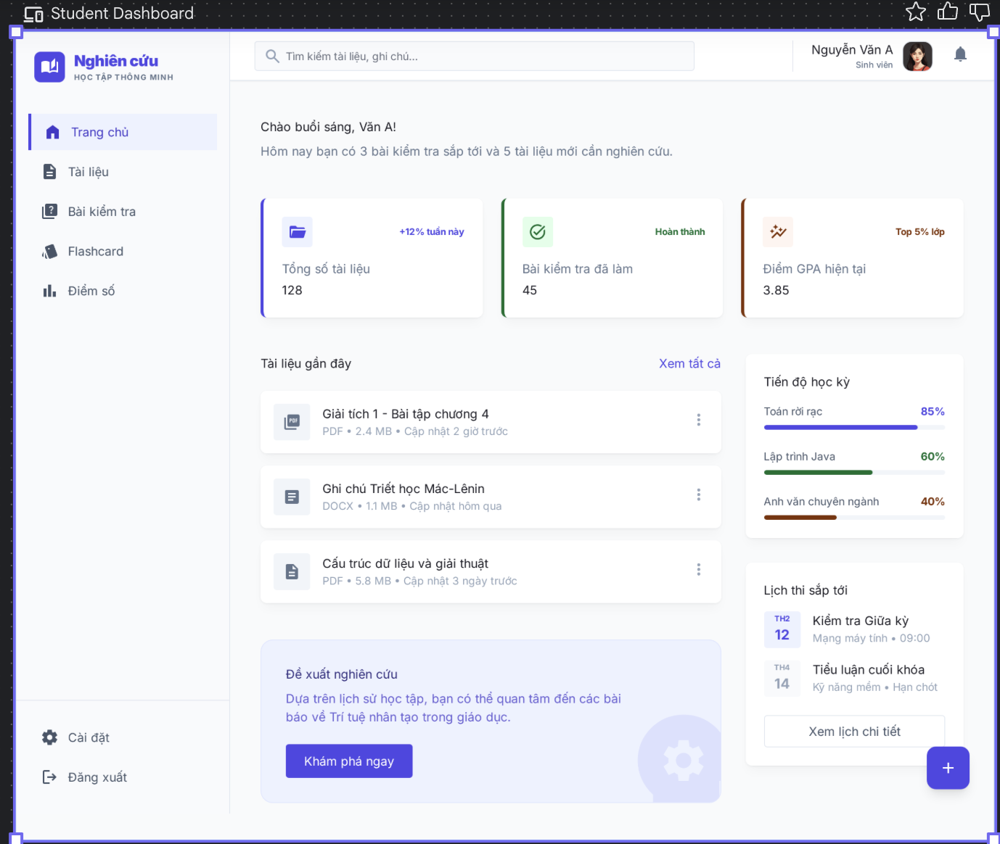 Student Dashboard
Nghiên cứu
HỌC TẬP THÔNG MINH
Tìm kiếm tài liệu, ghi chú...
Nguyễn Văn A
Sinh viên
Trang chủ
Tài liệu
Bài kiểm tra
Flashcard
Điểm số
Cài đặt
Đăng xuất
Chào buổi sáng, Văn A!
Hôm nay bạn có 3 bài kiểm tra sắp tới và 5 tài liệu mới cần nghiên cứu.
+12% tuần này
Tổng số tài liệu
128
Hoàn thành
Bài kiểm tra đã làm
45
Top 5% lớp
Điểm GPA hiện tại
3.85
Tài liệu gần đây
Xem tất cả
PDF
Giải tích 1 - Bài tập chương 4
PDF • 2.4 MB • Cập nhật 2 giờ trước
Ghi chú Triết học Mác-Lênin
DOCX • 1.1 MB • Cập nhật hôm qua
Cấu trúc dữ liệu và giải thuật
PDF • 5.8 MB • Cập nhật 3 ngày trước
Đề xuất nghiên cứu
Dựa trên lịch sử học tập, bạn có thể quan tâm đến các bài
báo về Trí tuệ nhân tạo trong giáo dục.
Khám phá ngay
Tiến độ học kỳ
Toán rời rạc
85%
Lập trình Java
60%
Anh văn chuyên ngành
40%
Lịch thi sắp tới
TH2
12
Kiểm tra Giữa kỳ
Mạng máy tính • 09:00
TH4
14
Tiểu luận cuối khóa
Kỹ năng mềm • Hạn chót
Xem lịch chi tiết
+